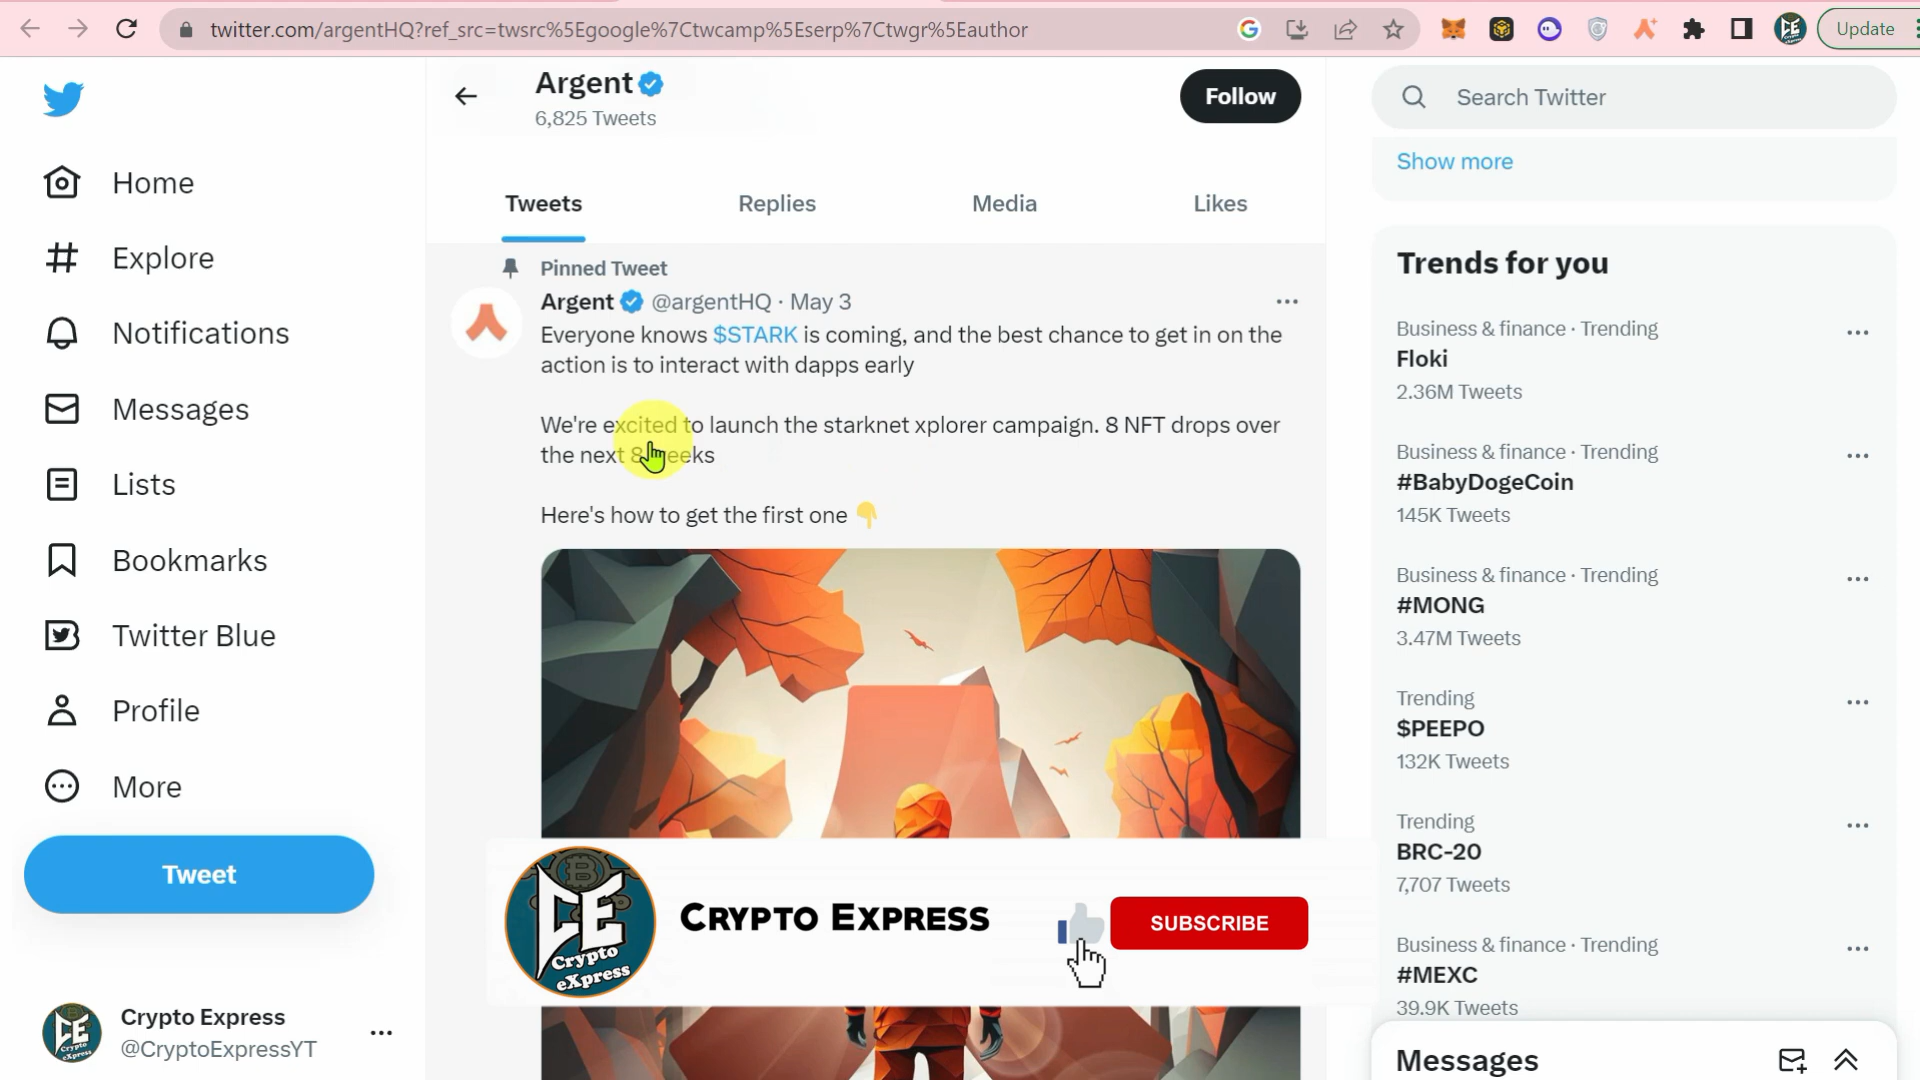 twitter.com/argentHQ?ref_src=twsrc%5Egoogle%7Ctwcamp%5Eserp%7Ctwgr%5Eauthor
Update
Argent
6,825 Tweets
Follow
Search Twitter
Show more
Home
Explore
Notifications
Messages
Lists
Bookmarks
Twitter Blue
Profile
More
Tweet
Crypto Express
@CryptoExpressYT
Tweets
Replies
Media
Likes
Pinned Tweet
Argent @argentHQ · May 3
Everyone knows $STARK is coming, and the best chance to get in on the
action is to interact with dapps early
We're excited to launch the starknet xplorer campaign. 8 NFT drops over
the next 8 weeks
Here's how to get the first one 👇
CE
Crypto
eXpress
CRYPTO EXPRESS
SUBSCRIBE
Trends for you
Business & finance · Trending
Floki
2.36M Tweets
Business & finance · Trending
#BabyDogeCoin
145K Tweets
Business & finance · Trending
#MONG
3.47M Tweets
Trending
$PEEPO
132K Tweets
Trending
BRC-20
7,707 Tweets
Business & finance · Trending
#MEXC
39.9K Tweets
Messages